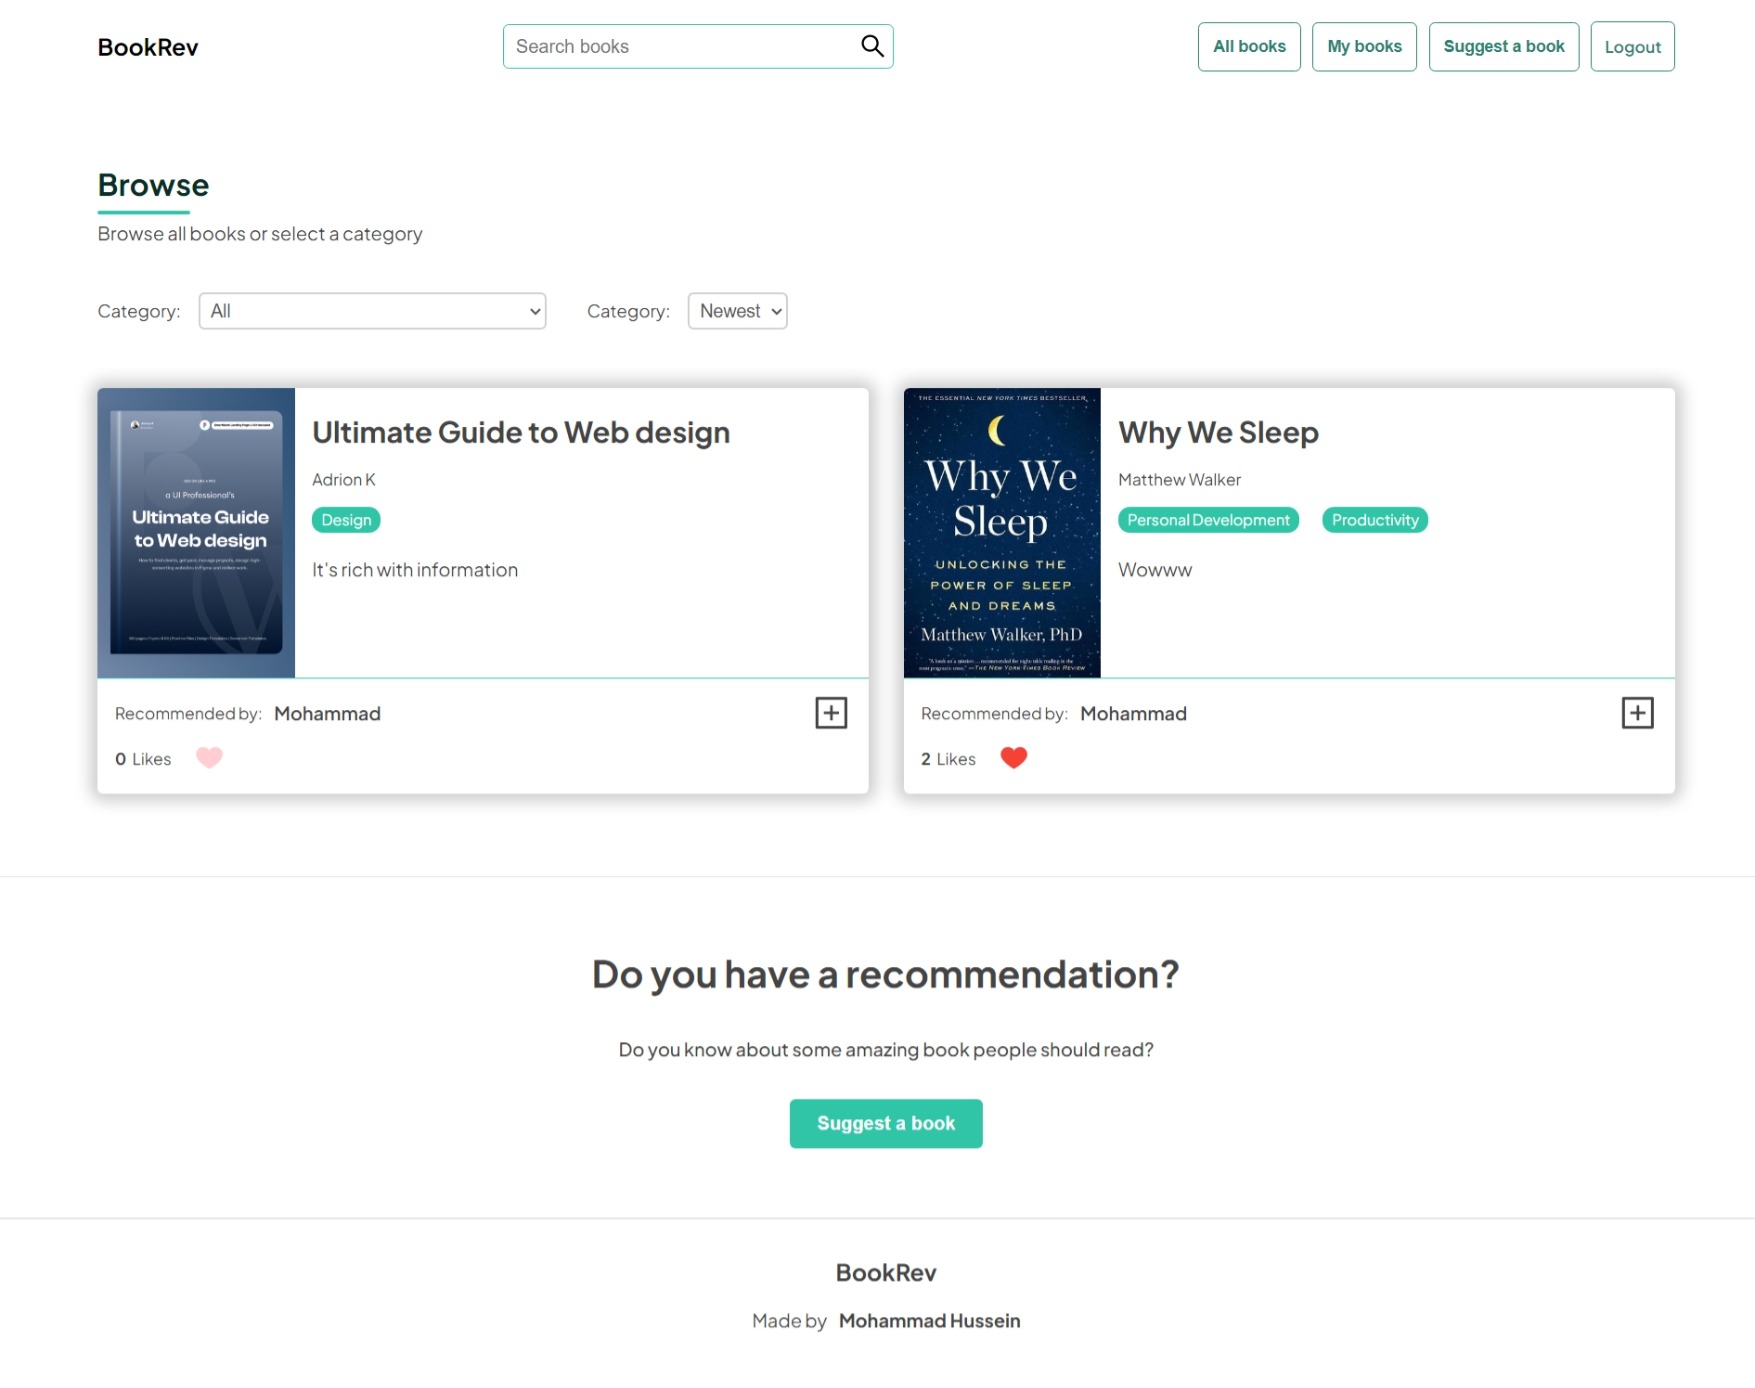 BookRev
Search books
All books
My books
Suggest a book
Logout
Browse
Browse all books or select a category
Category:
All
Category:
Newest
a UI Professional's
Ultimate Guide
to Web design
Ultimate Guide to Web design
Adrion K
Design
It's rich with information
Recommended by: Mohammad
0 Likes
THE ESSENTIAL NEW YORK TIMES BESTSELLER
Why We
Sleep
UNLOCKING THE
POWER OF SLEEP
AND DREAMS
Matthew Walker, PhD
Why We Sleep
Matthew Walker
Personal Development
Productivity
Wowww
Recommended by: Mohammad
2 Likes
Do you have a recommendation?
Do you know about some amazing book people should read?
Suggest a book
BookRev
Made by Mohammad Hussein